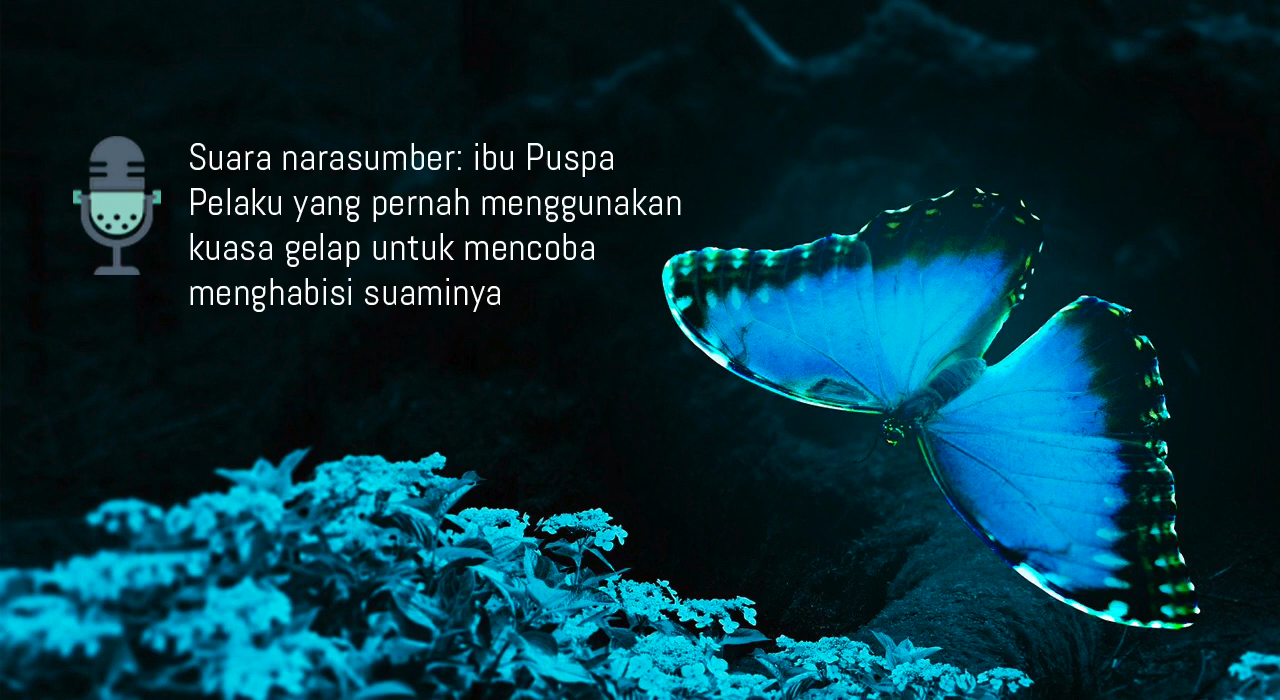 Suara narasumber: ibu Puspa
Pelaku yang pernah menggunakan
kuasa gelap untuk mencoba
menghabisi suaminya